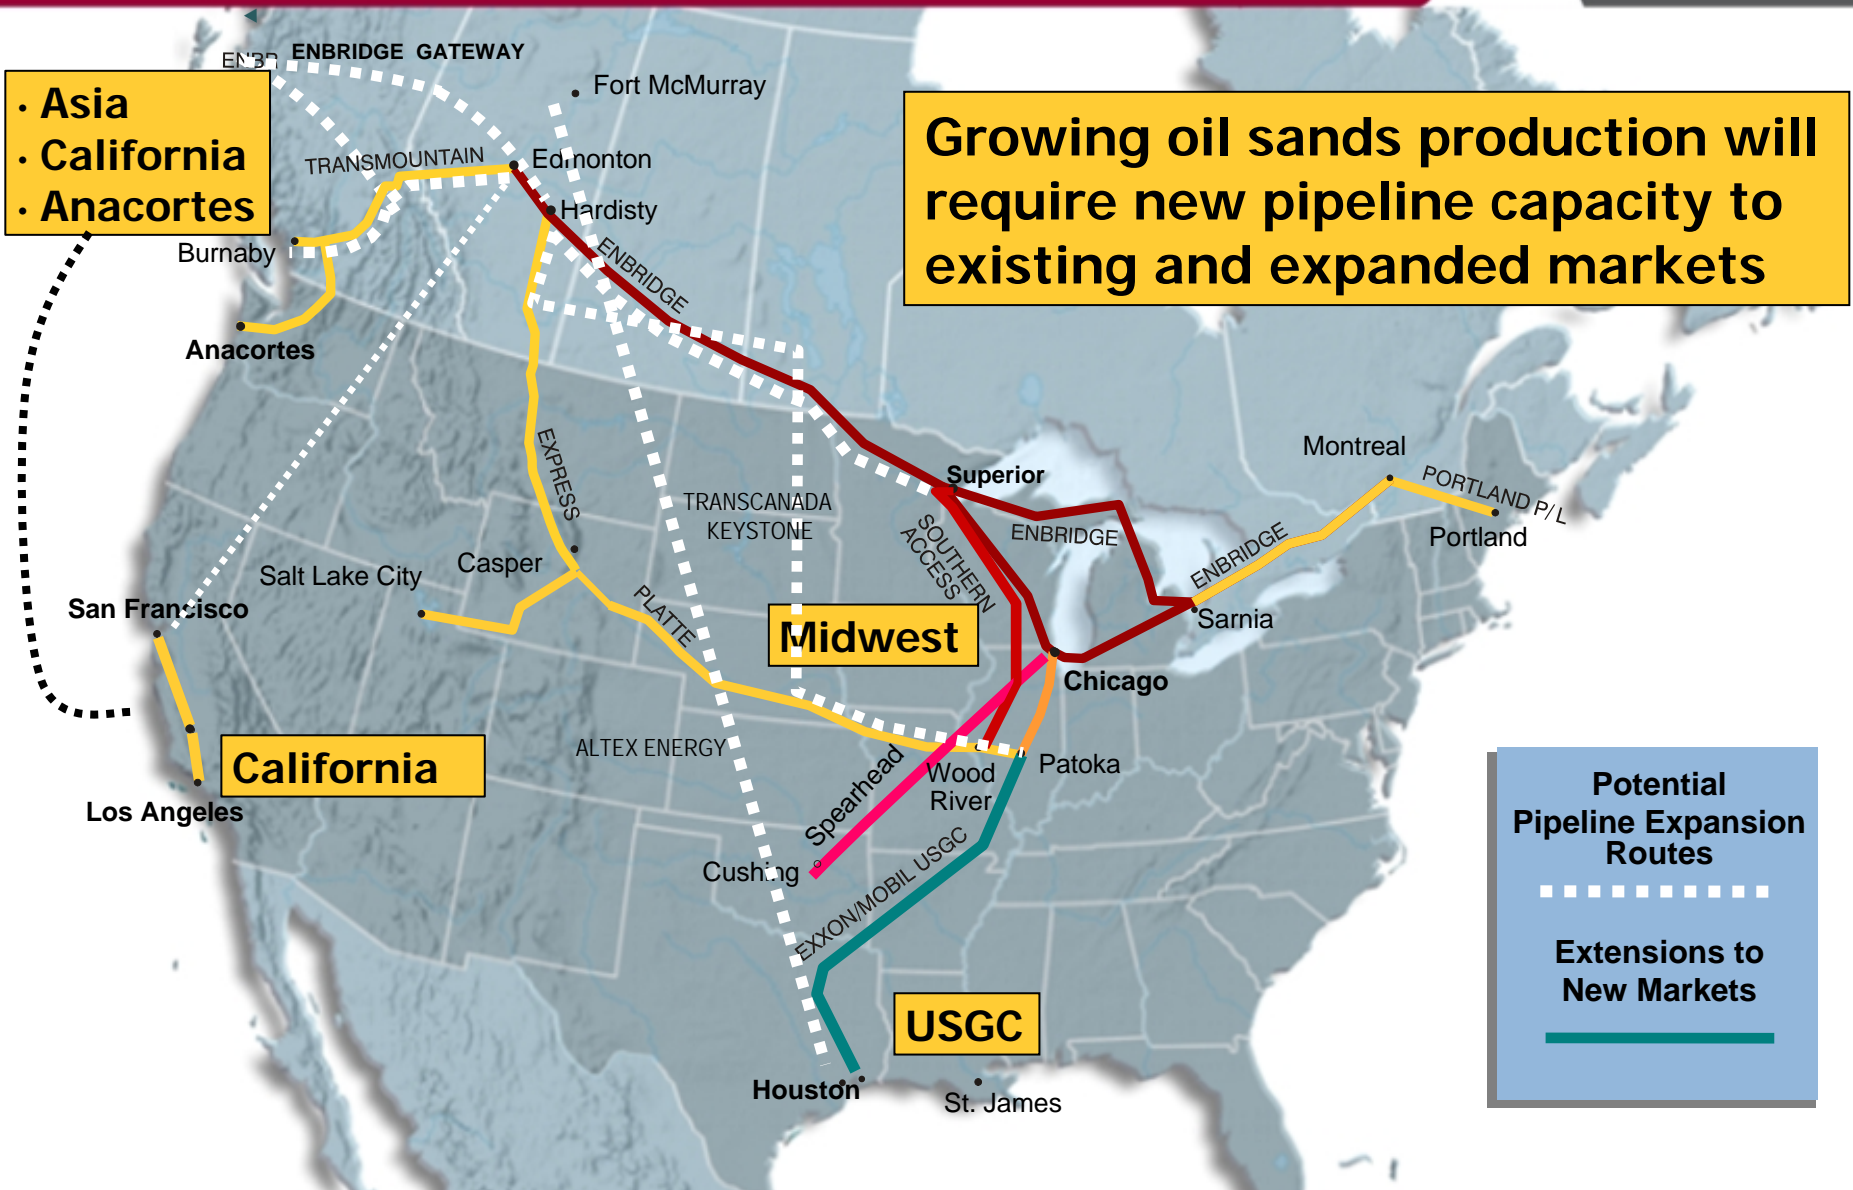 ENBR
ENBRIDGE GATEWAY
· Asia
· California
· Anacortes
Fort McMurray
Growing oil sands production will
require new pipeline capacity to
existing and expanded markets
TRANSMOUNTAIN
Edmonton
Hardisty
Burnaby
ENBRIDGE
Anacortes
EXPRESS
Superior
Montreal
PORTLAND P/L
Portland
TRANSCANADA
KEYSTONE
SOUTHERN
ACCESS
ENBRIDGE
ENBRIDGE
Casper
Salt Lake City
San Francisco
PLATTE
Midwest
Sarnia
Chicago
ALTEX ENERGY
California
Los Angeles
Spearhead
Wood
River
Patoka
Cushing
EXXON/MOBIL USGC
USGC
Houston
St. James
Potential
Pipeline Expansion
Routes
Extensions to
New Markets